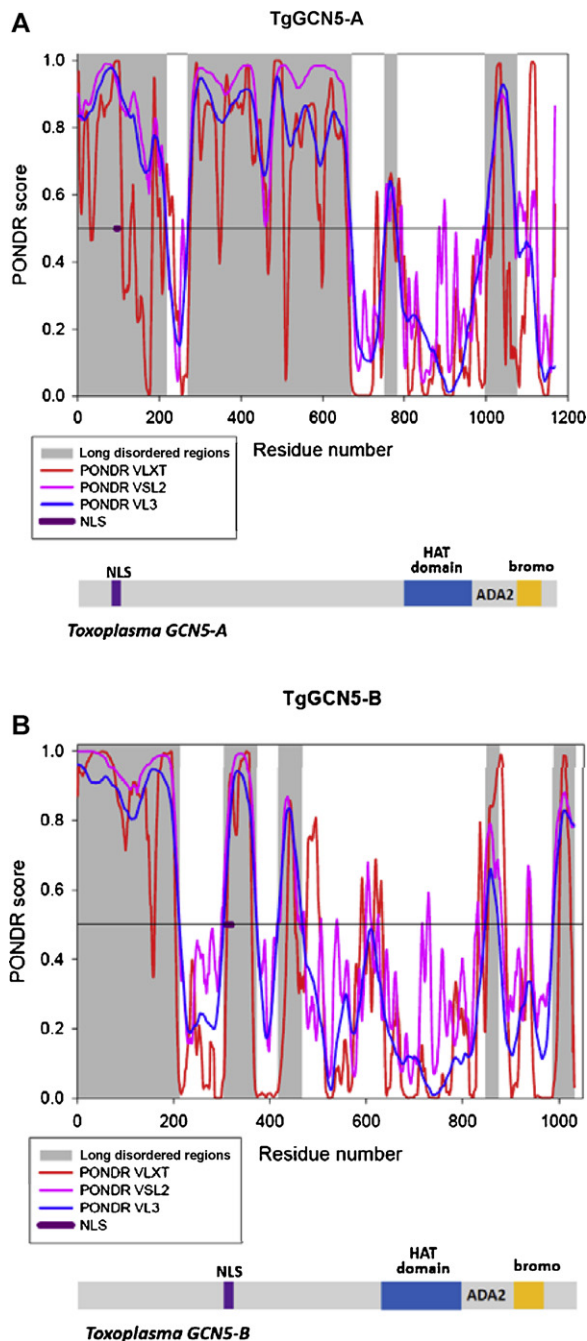 A
TgGCN5-A
PONDR score
1.0
0.8
0.6
0.4
0.2
0.0
0 200 400 600 800 1000 1200
Residue number
Long disordered regions
PONDR VLXT
PONDR VSL2
PONDR VL3
NLS
NLS
HAT domain
ADA2
bromo
Toxoplasma GCN5-A
B
TgGCN5-B
PONDR score
1.0
0.8
0.6
0.4
0.2
0.0
0 200 400 600 800 1000
Residue number
Long disordered regions
PONDR VLXT
PONDR VSL2
PONDR VL3
NLS
NLS
HAT domain
ADA2
bromo
Toxoplasma GCN5-B